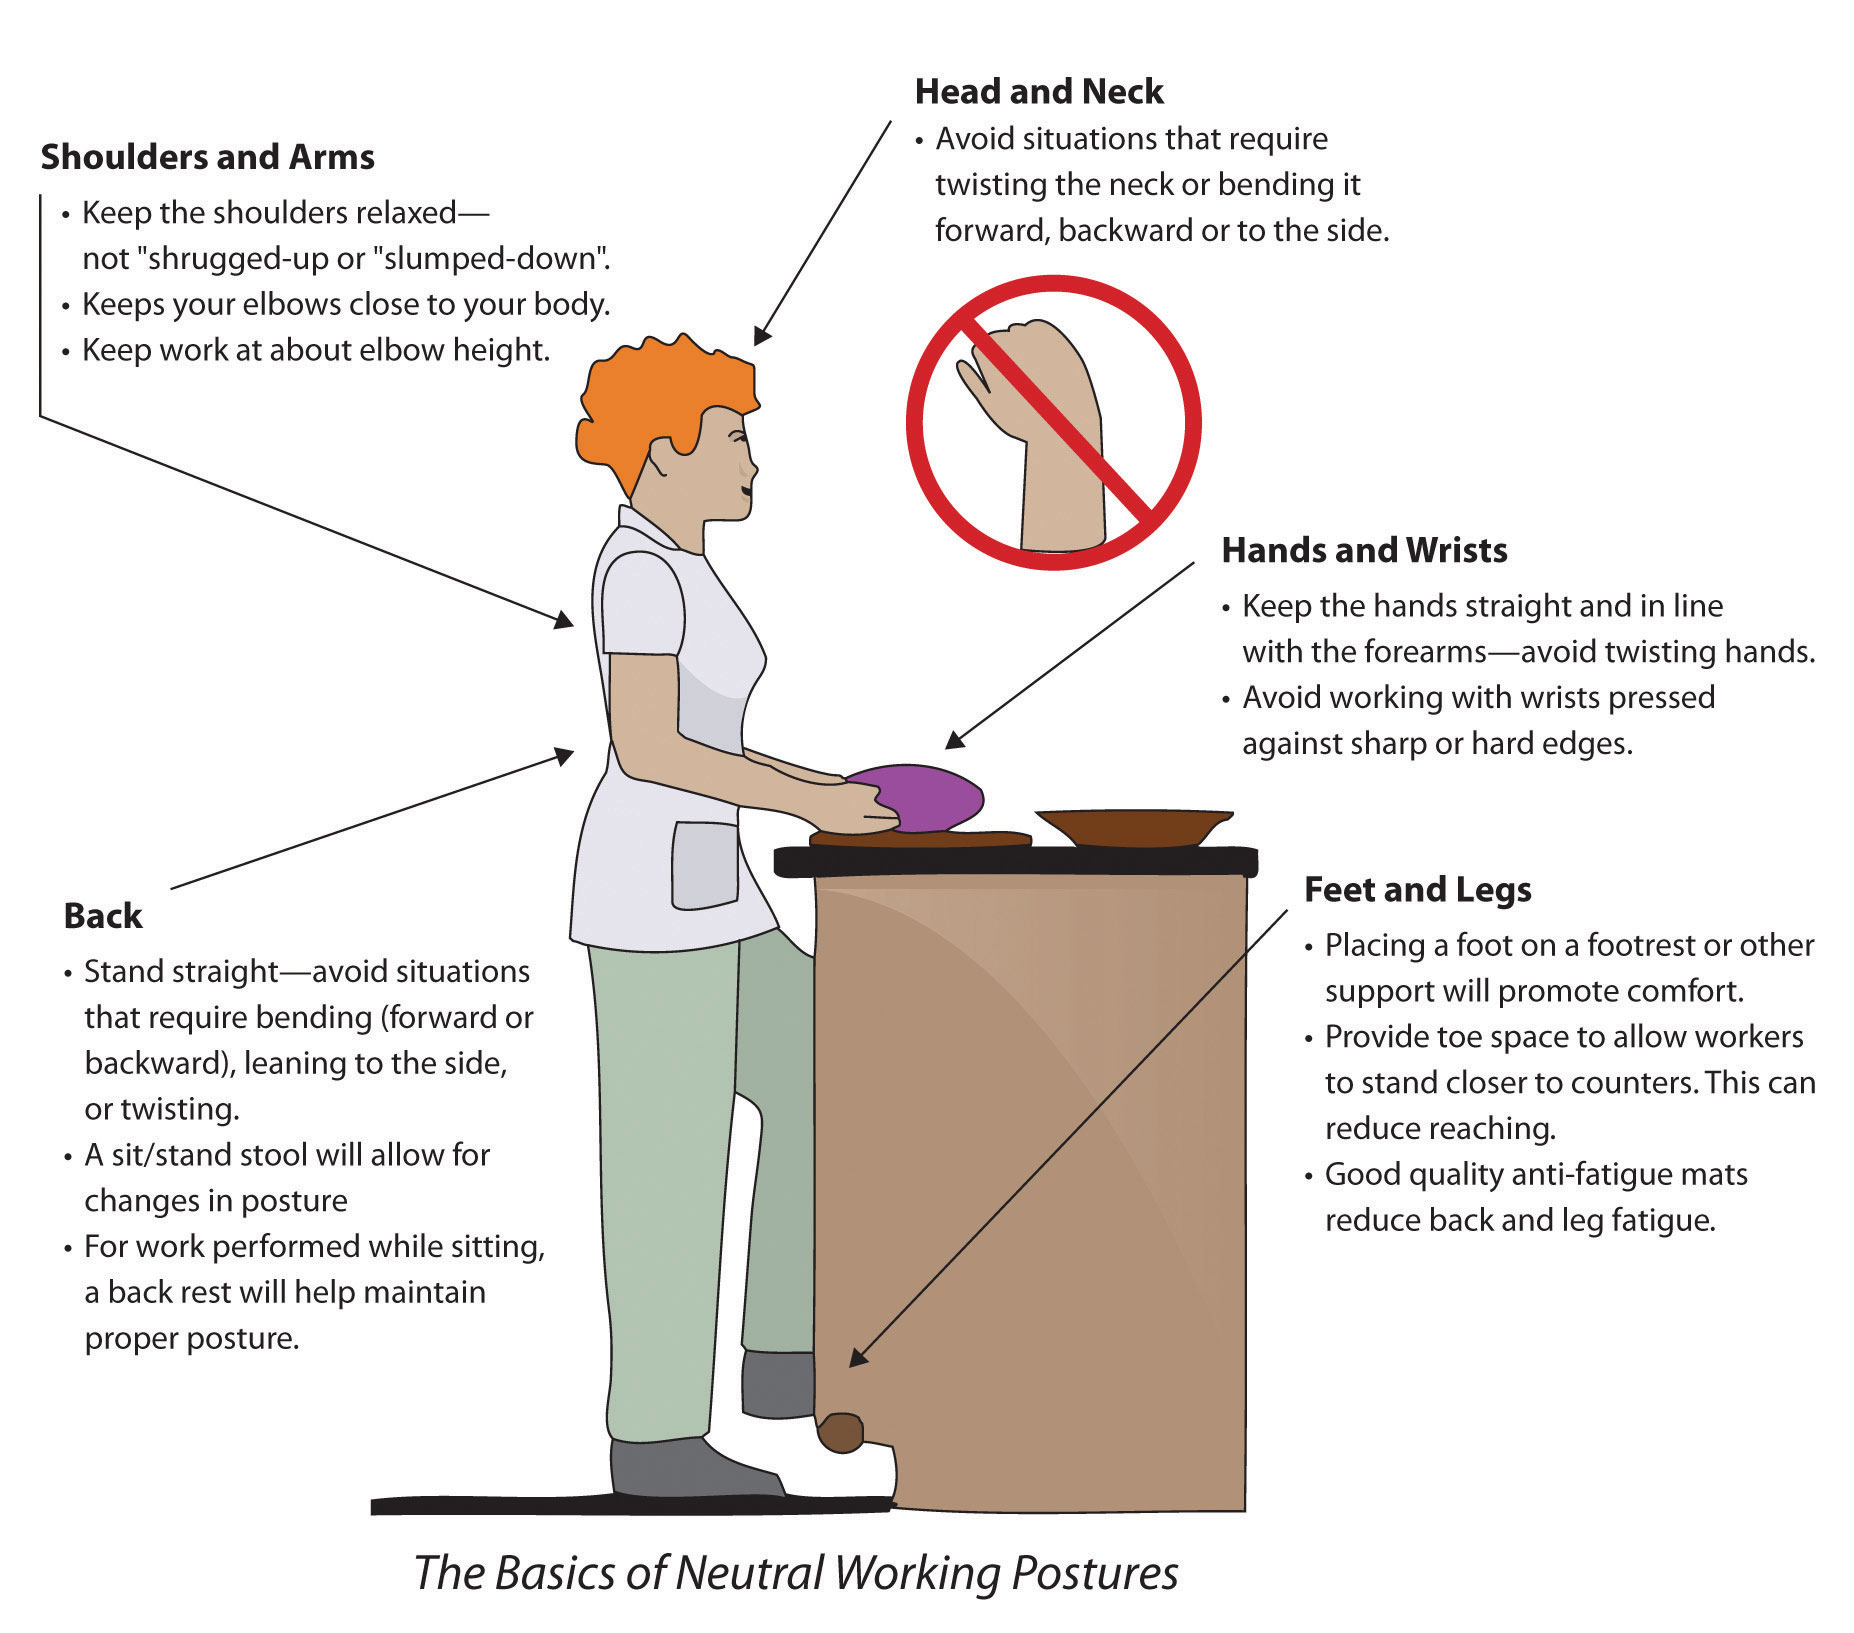 Head and Neck
• Avoid situations that require
twisting the neck or bending it
forward, backward or to the side.
Shoulders and Arms
• Keep the shoulders relaxed—
not "shrugged-up or "slumped-down".
• Keeps your elbows close to your body.
• Keep work at about elbow height.
Hands and Wrists
• Keep the hands straight and in line
with the forearms—avoid twisting hands.
• Avoid working with wrists pressed
against sharp or hard edges.
Back
• Stand straight—avoid situations
that require bending (forward or
backward), leaning to the side,
or twisting.
• A sit/stand stool will allow for
changes in posture
• For work performed while sitting,
a back rest will help maintain
proper posture.
Feet and Legs
• Placing a foot on a footrest or other
support will promote comfort.
• Provide toe space to allow workers
to stand closer to counters. This can
reduce reaching.
• Good quality anti-fatigue mats
reduce back and leg fatigue.
The Basics of Neutral Working Postures